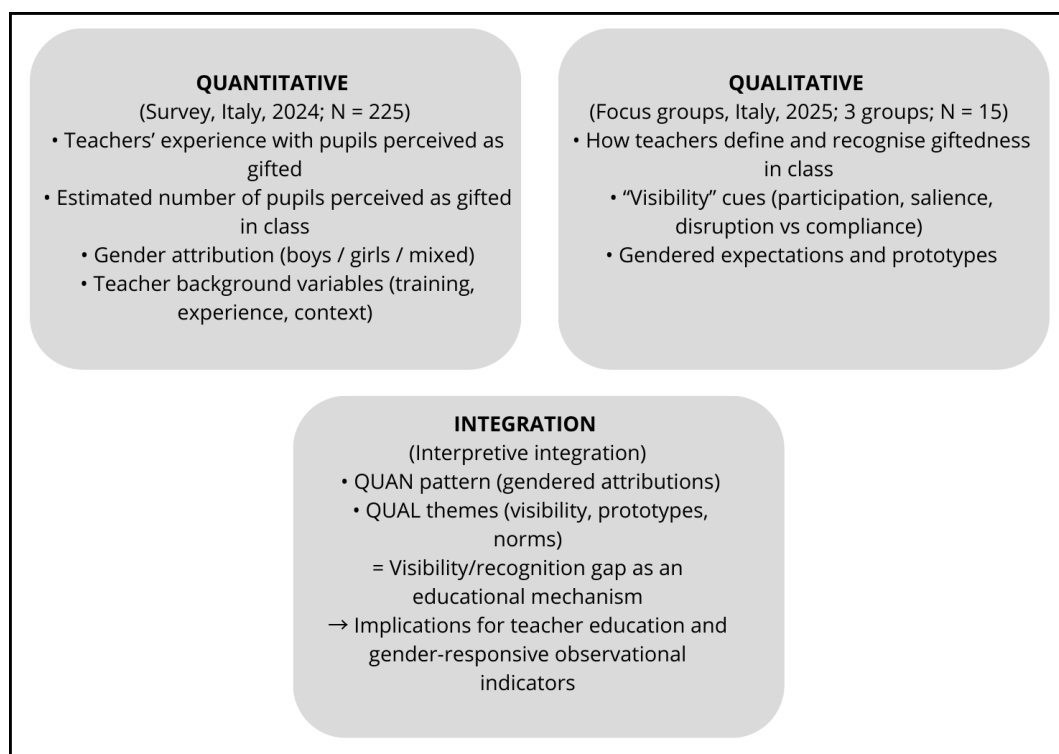 QUANTITATIVE
(Survey, Italy, 2024; N = 225)
• Teachers’ experience with pupils perceived as
gifted
• Estimated number of pupils perceived as gifted
in class
• Gender attribution (boys / girls / mixed)
• Teacher background variables (training,
experience, context)
QUALITATIVE
(Focus groups, Italy, 2025; 3 groups; N = 15)
• How teachers define and recognise giftedness
in class
• “Visibility” cues (participation, salience,
disruption vs compliance)
• Gendered expectations and prototypes
INTEGRATION
(Interpretive integration)
• QUAN pattern (gendered attributions)
• QUAL themes (visibility, prototypes,
norms)
= Visibility/recognition gap as an
educational mechanism
→ Implications for teacher education and
gender-responsive observational
indicators